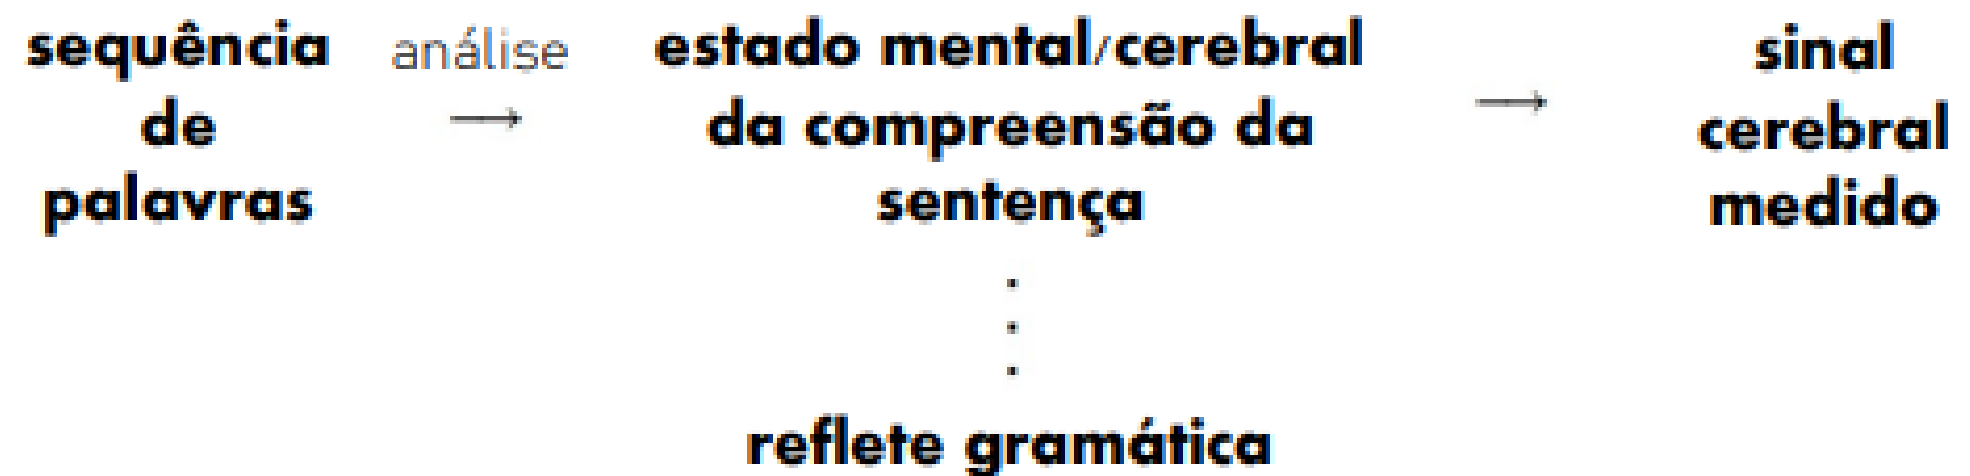 sequência
de
palavras
análise
→
estado mental/cerebral
da compreensão da
sentença
→
sinal
cerebral
medido
reflete gramática